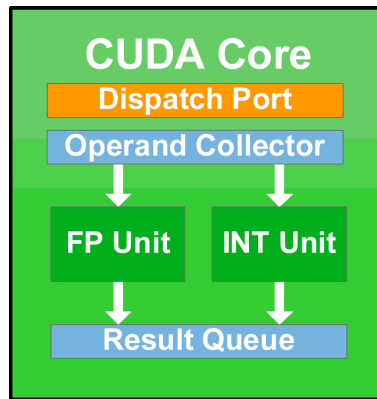 CUDA Core
Dispatch Port
Operand Collector
FP Unit
INT Unit
Result Queue